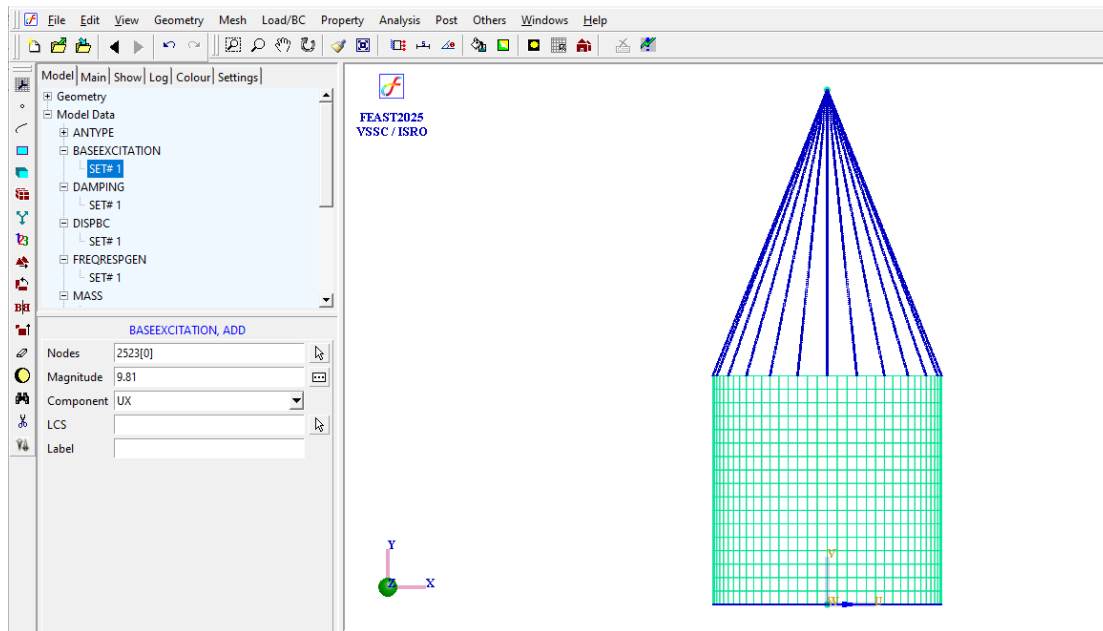 File Edit View Geometry Mesh Load/BC Property Analysis Post Others Windows Help
Model Main Show Log Colour Settings
Geometry
Model Data
ANTYPE
BASEEXCITATION
SET# 1
DAMPING
SET# 1
DISPBC
SET# 1
FREQRESPGEN
SET# 1
MASS
BASEEXCITATION, ADD
Nodes 2523[0]
Magnitude 9.81
Component UX
LCS
Label
FEAST2025
VSSC / ISRO
Y
Z X
V
W U